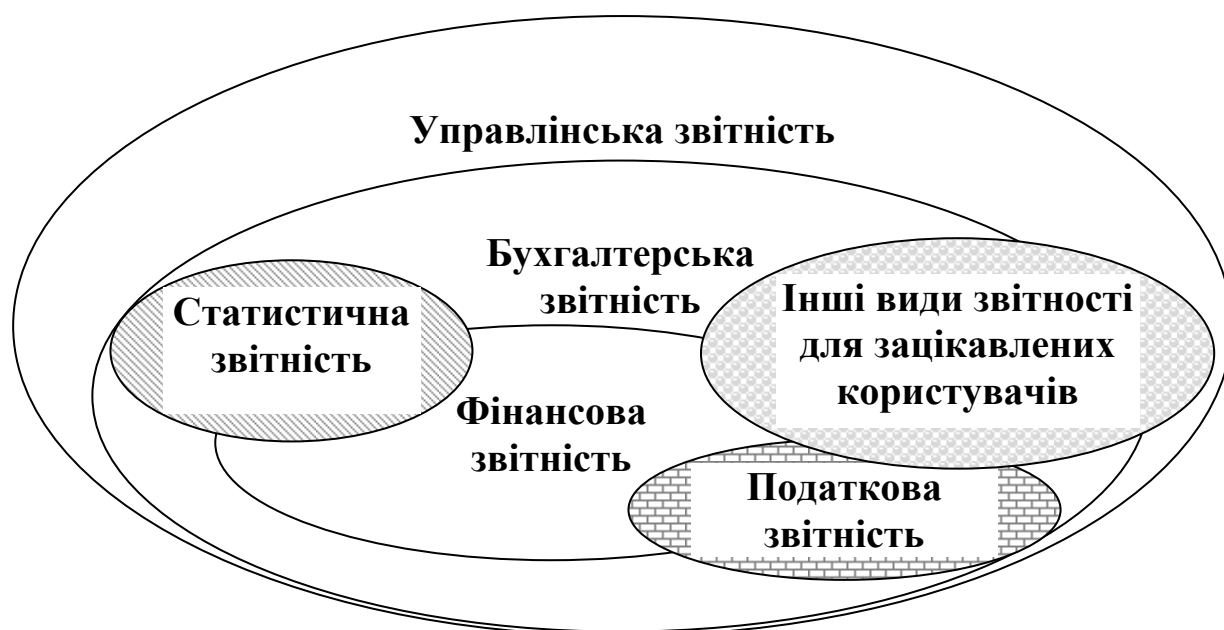 Управлінська звітність
Бухгалтерська
звітність
Статистична
звітність
Інші види звітності
для зацікавлених
користувачів
Фінансова
звітність
Податкова
звітність